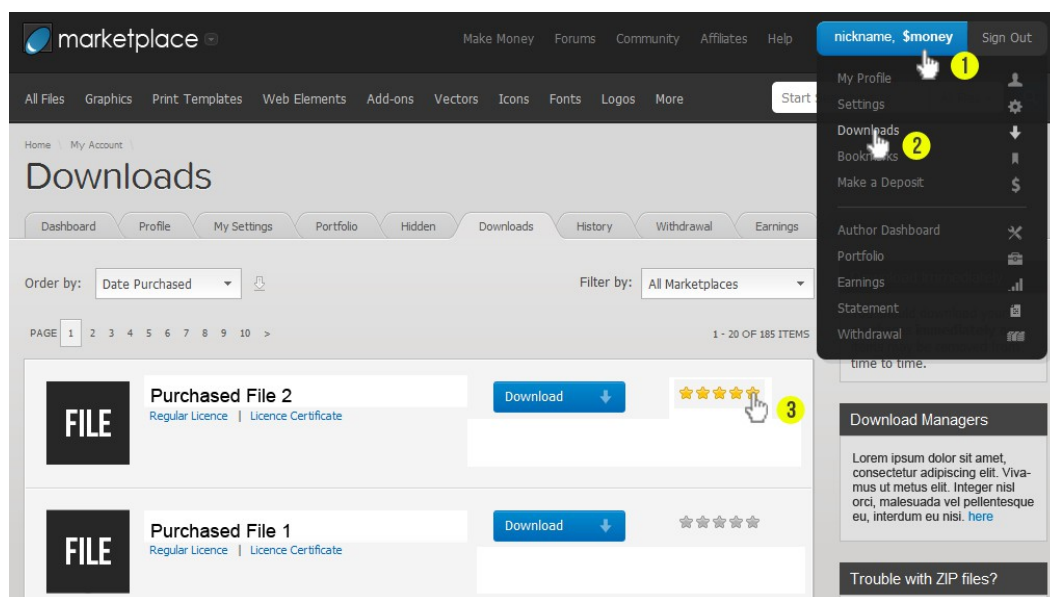 marketplace
Make Money Forums Community Affiliates Help
nickname, $money Sign Out
1
My Profile
Settings
Downloads
2
Bookmarks
Make a Deposit
Author Dashboard
Portfolio
Earnings
Statement
Withdrawal
All Files Graphics Print Templates Web Elements Add-ons Vectors Icons Fonts Logos More
Start
Home \ My Account \
Downloads
Dashboard Profile My Settings Portfolio Hidden Downloads History Withdrawal Earnings
Order by: Date Purchased
Filter by: All Marketplaces
PAGE 1 2 3 4 5 6 7 8 9 10 >
1 - 20 OF 185 ITEMS
FILE
Purchased File 2
Regular Licence | Licence Certificate
Download
3
FILE
Purchased File 1
Regular Licence | Licence Certificate
Download
time to time.
Download Managers
Lorem ipsum dolor sit amet,
consectetur adipiscing elit. Viva-
mus ut metus elit. Integer nisl
orci, malesuada vel pellentesque
eu, interdum eu nisi. here
Trouble with ZIP files?